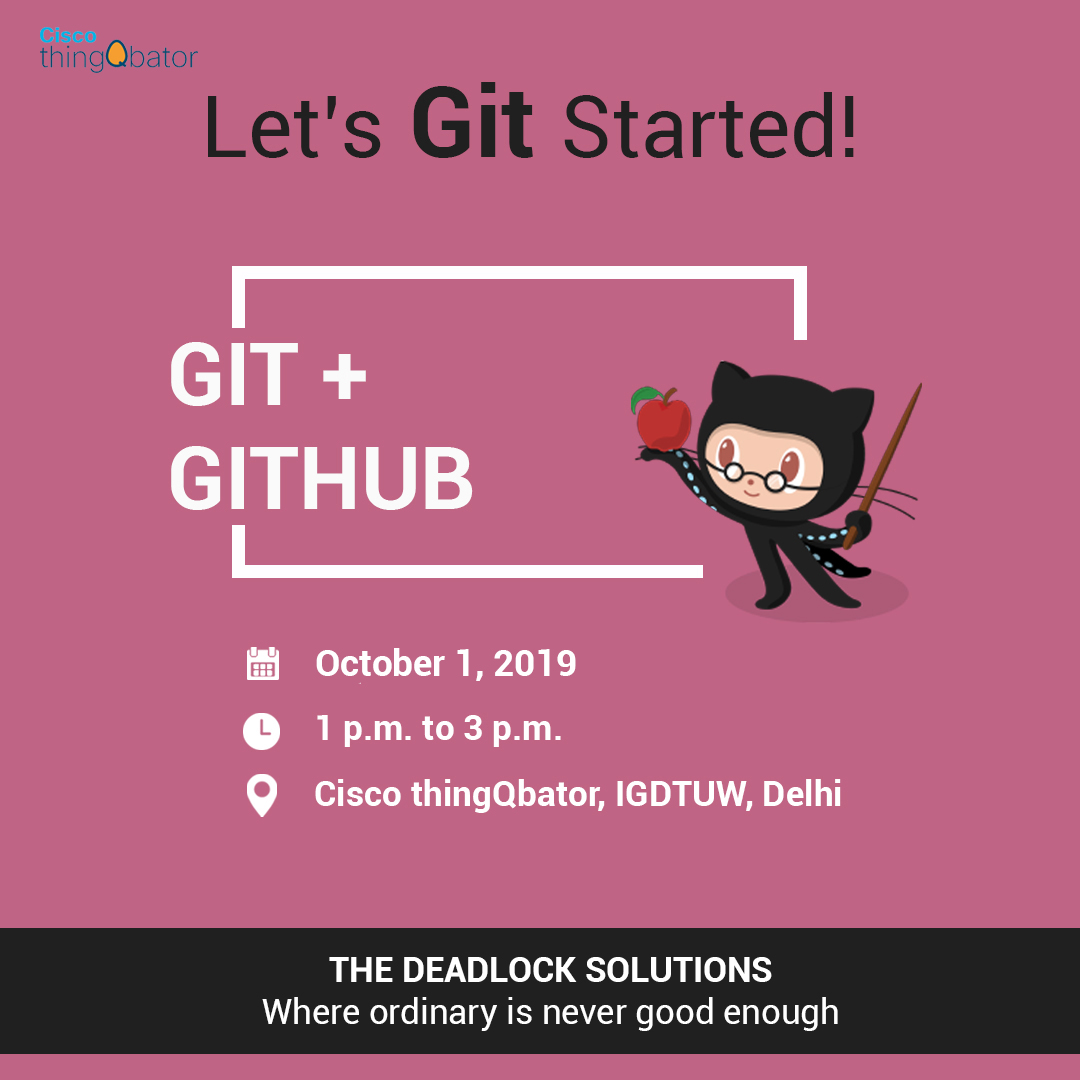 Cisco
thingQbator
Let's Git Started!
GIT +
GITHUB
October 1, 2019
1 p.m. to 3 p.m.
Cisco thingQbator, IGDTUW, Delhi
THE DEADLOCK SOLUTIONS
Where ordinary is never good enough